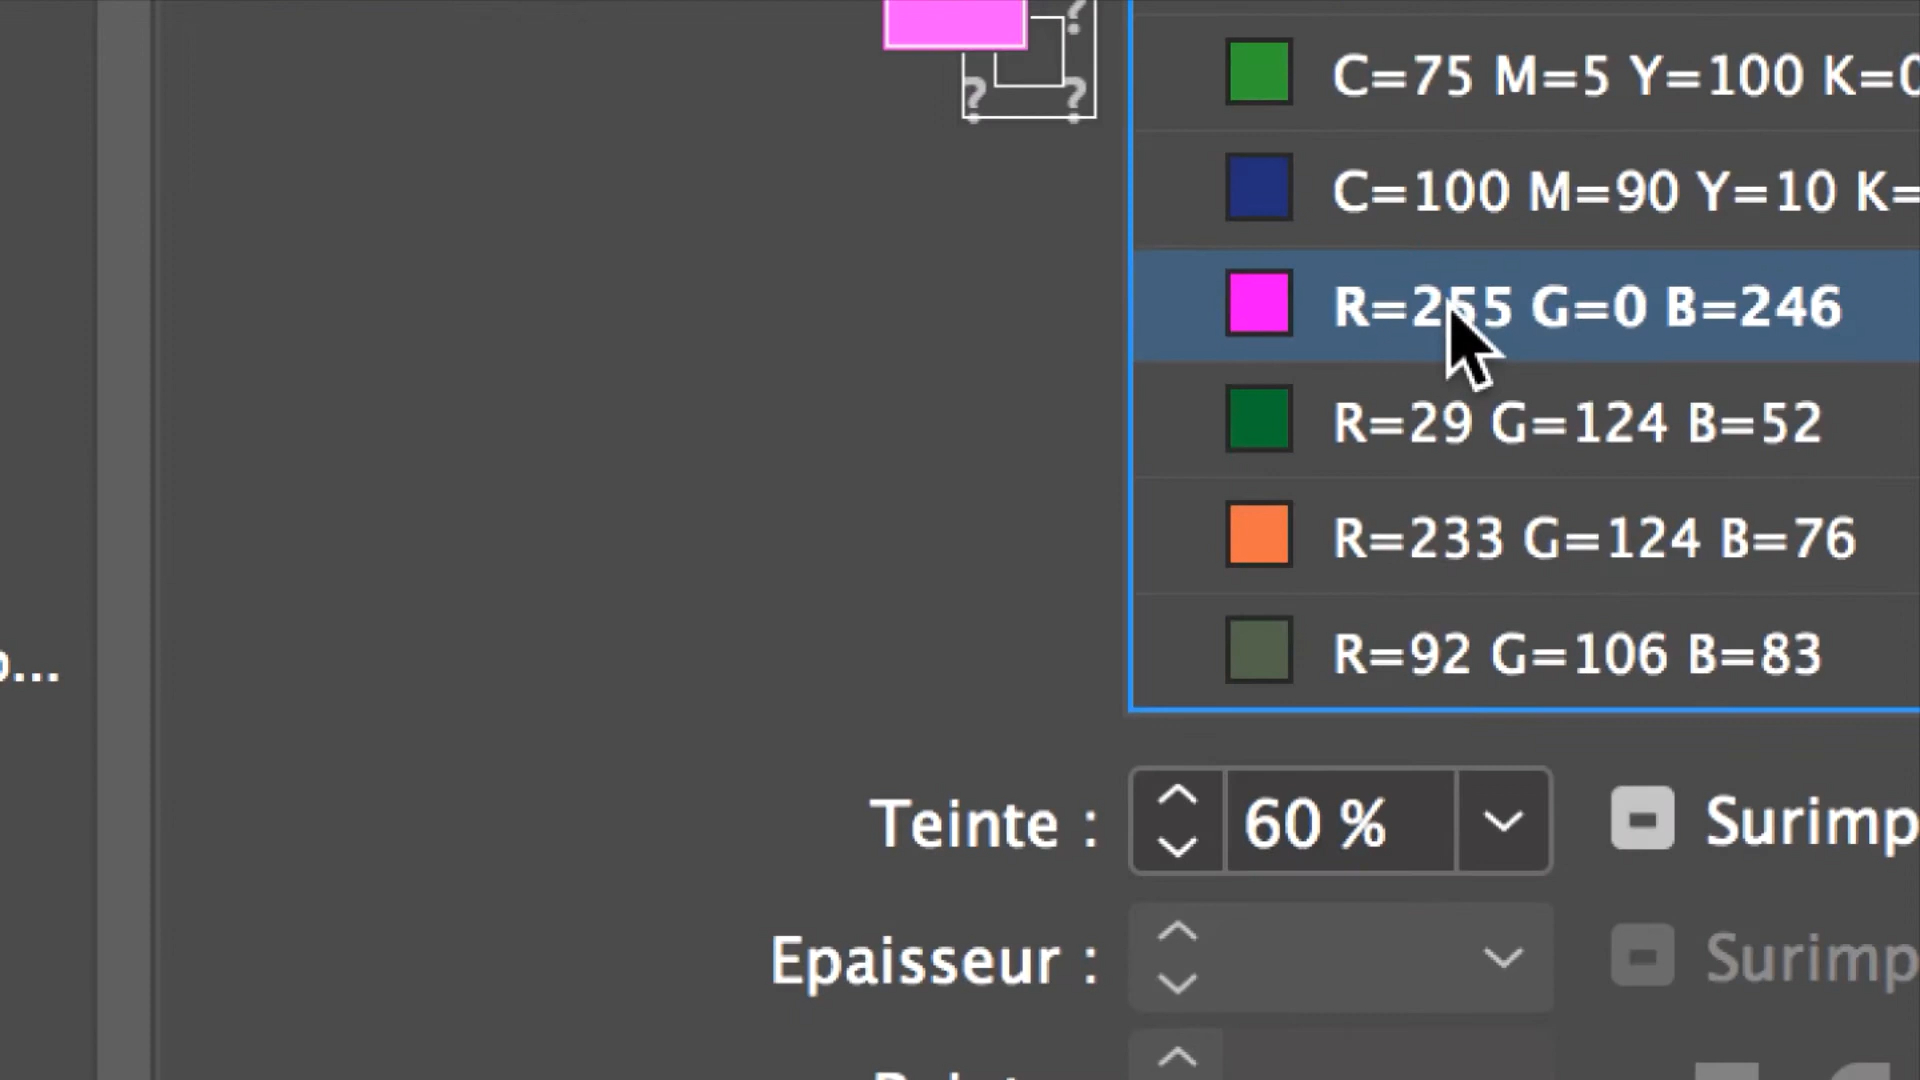 ?
C=75 M=5 Y=100 K=0
? ?
C=100 M=90 Y=10 K=
R=255 G=0 B=246
R=29 G=124 B=52
R=233 G=124 B=76
R=92 G=106 B=83
...
Teinte : 60 % Surimp
Epaisseur : Surimp